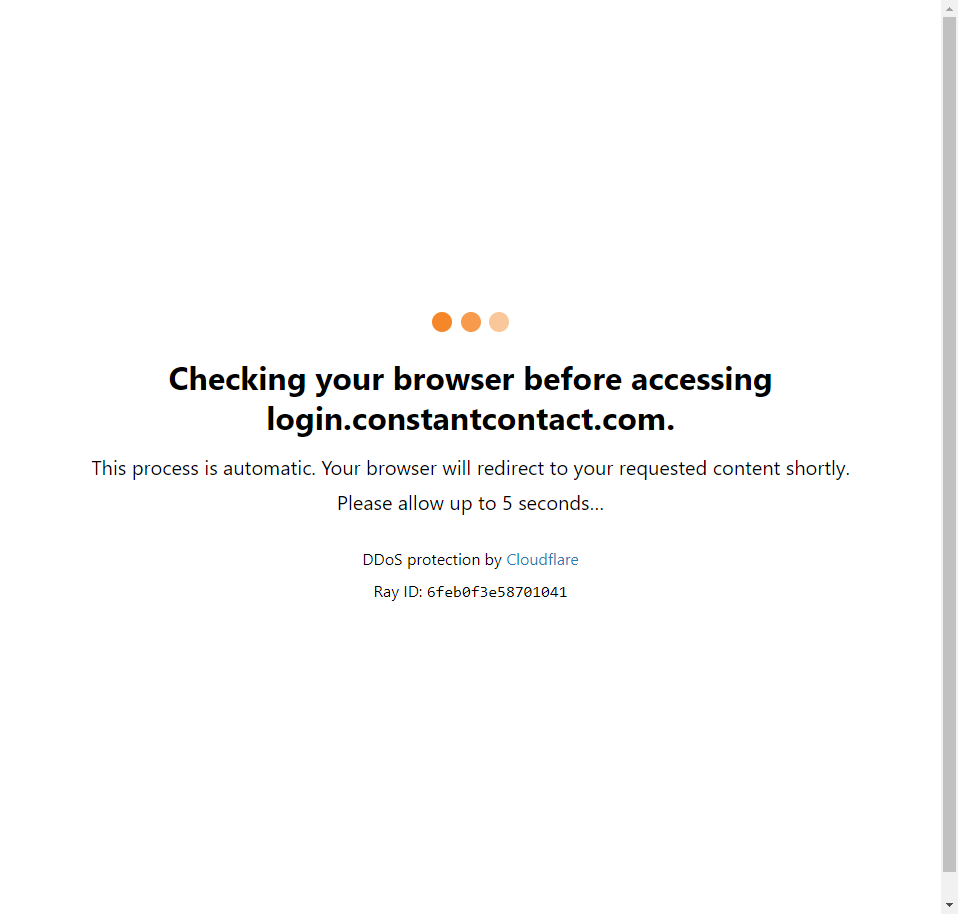 Checking your browser before accessing
login.constantcontact.com.
This process is automatic. Your browser will redirect to your requested content shortly.
Please allow up to 5 seconds...
DDoS protection by Cloudflare
Ray ID: 6feb0f3e58701041